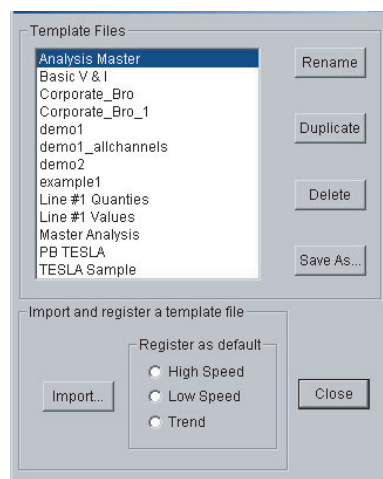 Template Files
Analysis Master
Basic V & I
Corporate_Bro
Corporate_Bro_1
demo1
demo1_allchannels
demo2
example1
Line #1 Quanties
Line #1 Values
Master Analysis
PB TESLA
TESLA Sample
Rename
Duplicate
Delete
Save As...
Import and register a template file
Import...
Register as default
High Speed
Low Speed
Trend
Close